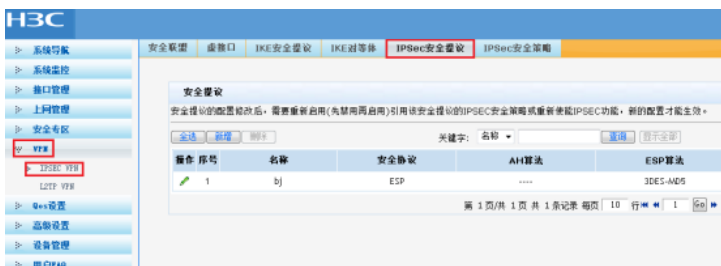 H3C
系统导航
系统监控
接口管理
上网管理
安全专区
VPN
IPSEC VPN
L2TP VPN
QoS设置
高级设置
设备管理
用户FAQ
安全联盟 虚接口 IKE安全提议 IKE对等体 IPSec安全提议 IPSec安全策略
安全提议
安全提议的配置修改后，需要重新启用(先禁用再启用)引用该安全提议的IPSEC安全策略或重新使能IPSEC功能，新的配置才能生效。
全选 新增 删除 关键字: 名称 查询 显示全部
操作 序号 名称 安全协议 AH算法 ESP算法
1 bj ESP ---- 3DES-MD5
第 1 页/共 1 页 共 1 条记录 每页 10 行 1 Go